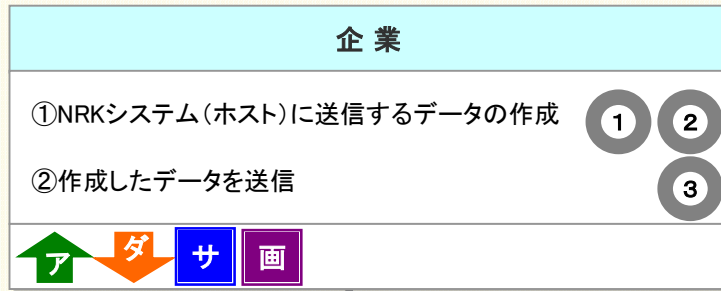 企 業
①NRKシステム(ホスト)に送信するデータの作成 1 2
②作成したデータを送信 3
ア ダ サ 画